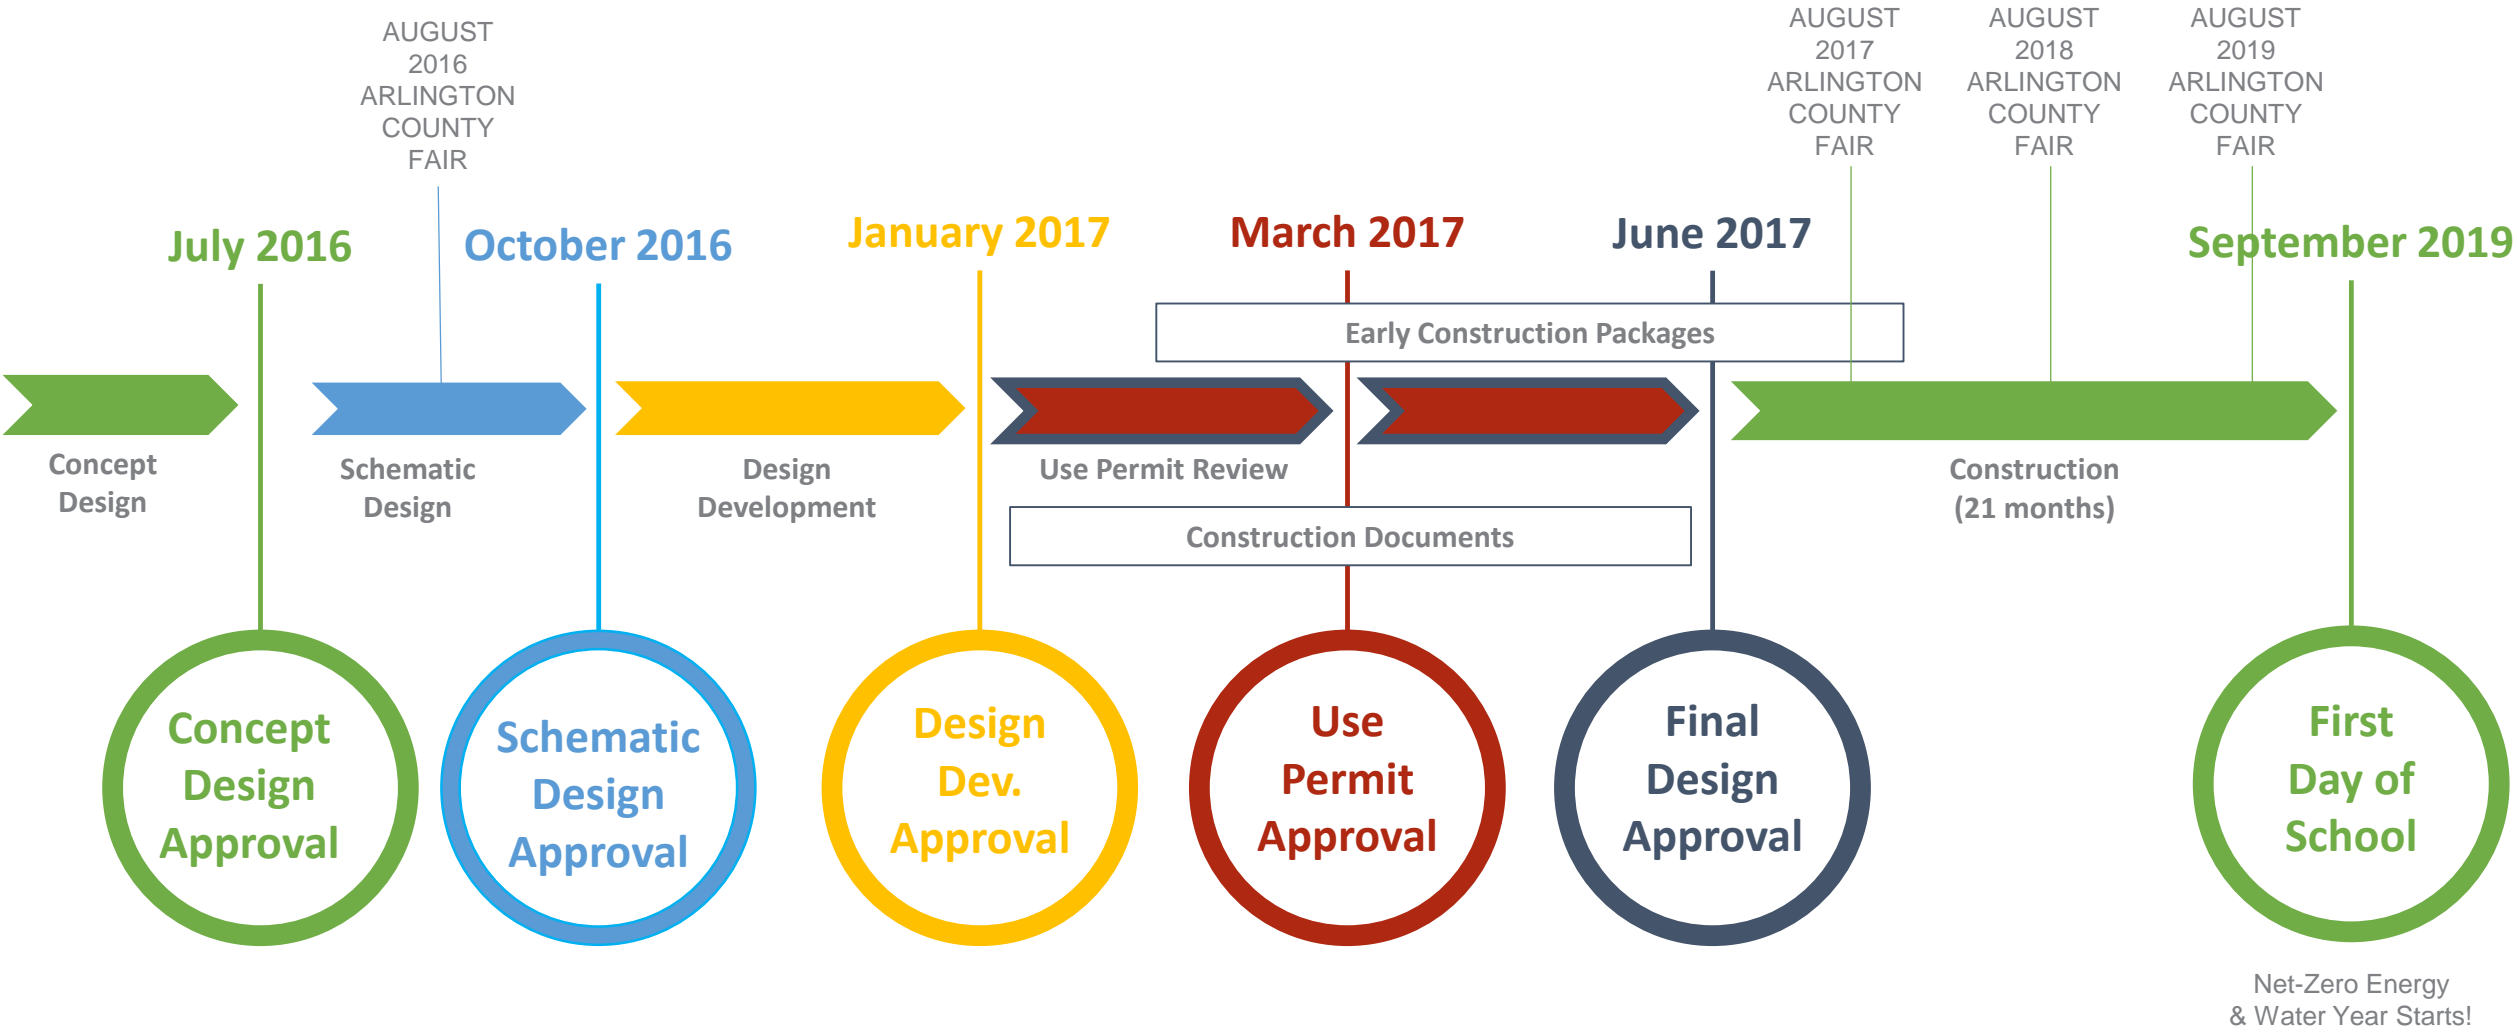 AUGUST
2016
ARLINGTON
COUNTY
FAIR
AUGUST
2017
ARLINGTON
COUNTY
FAIR
AUGUST
2018
ARLINGTON
COUNTY
FAIR
AUGUST
2019
ARLINGTON
COUNTY
FAIR
July 2016
October 2016
January 2017
March 2017
June 2017
September 2019
Early Construction Packages
Concept
Design
Schematic
Design
Design
Development
Use Permit Review
Construction
(21 months)
Construction Documents
Concept
Design
Approval
Schematic
Design
Approval
Design
Dev.
Approval
Use
Permit
Approval
Final
Design
Approval
First
Day of
School
Net-Zero Energy
& Water Year Starts!